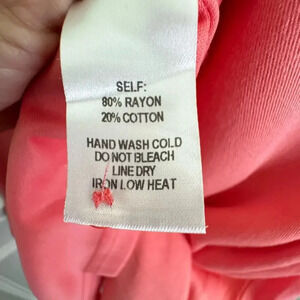 SELF:
80% RAYON
20% COTTON
HAND WASH COLD
DO NOT BLEACH
LINE DRY
IRON LOW HEAT